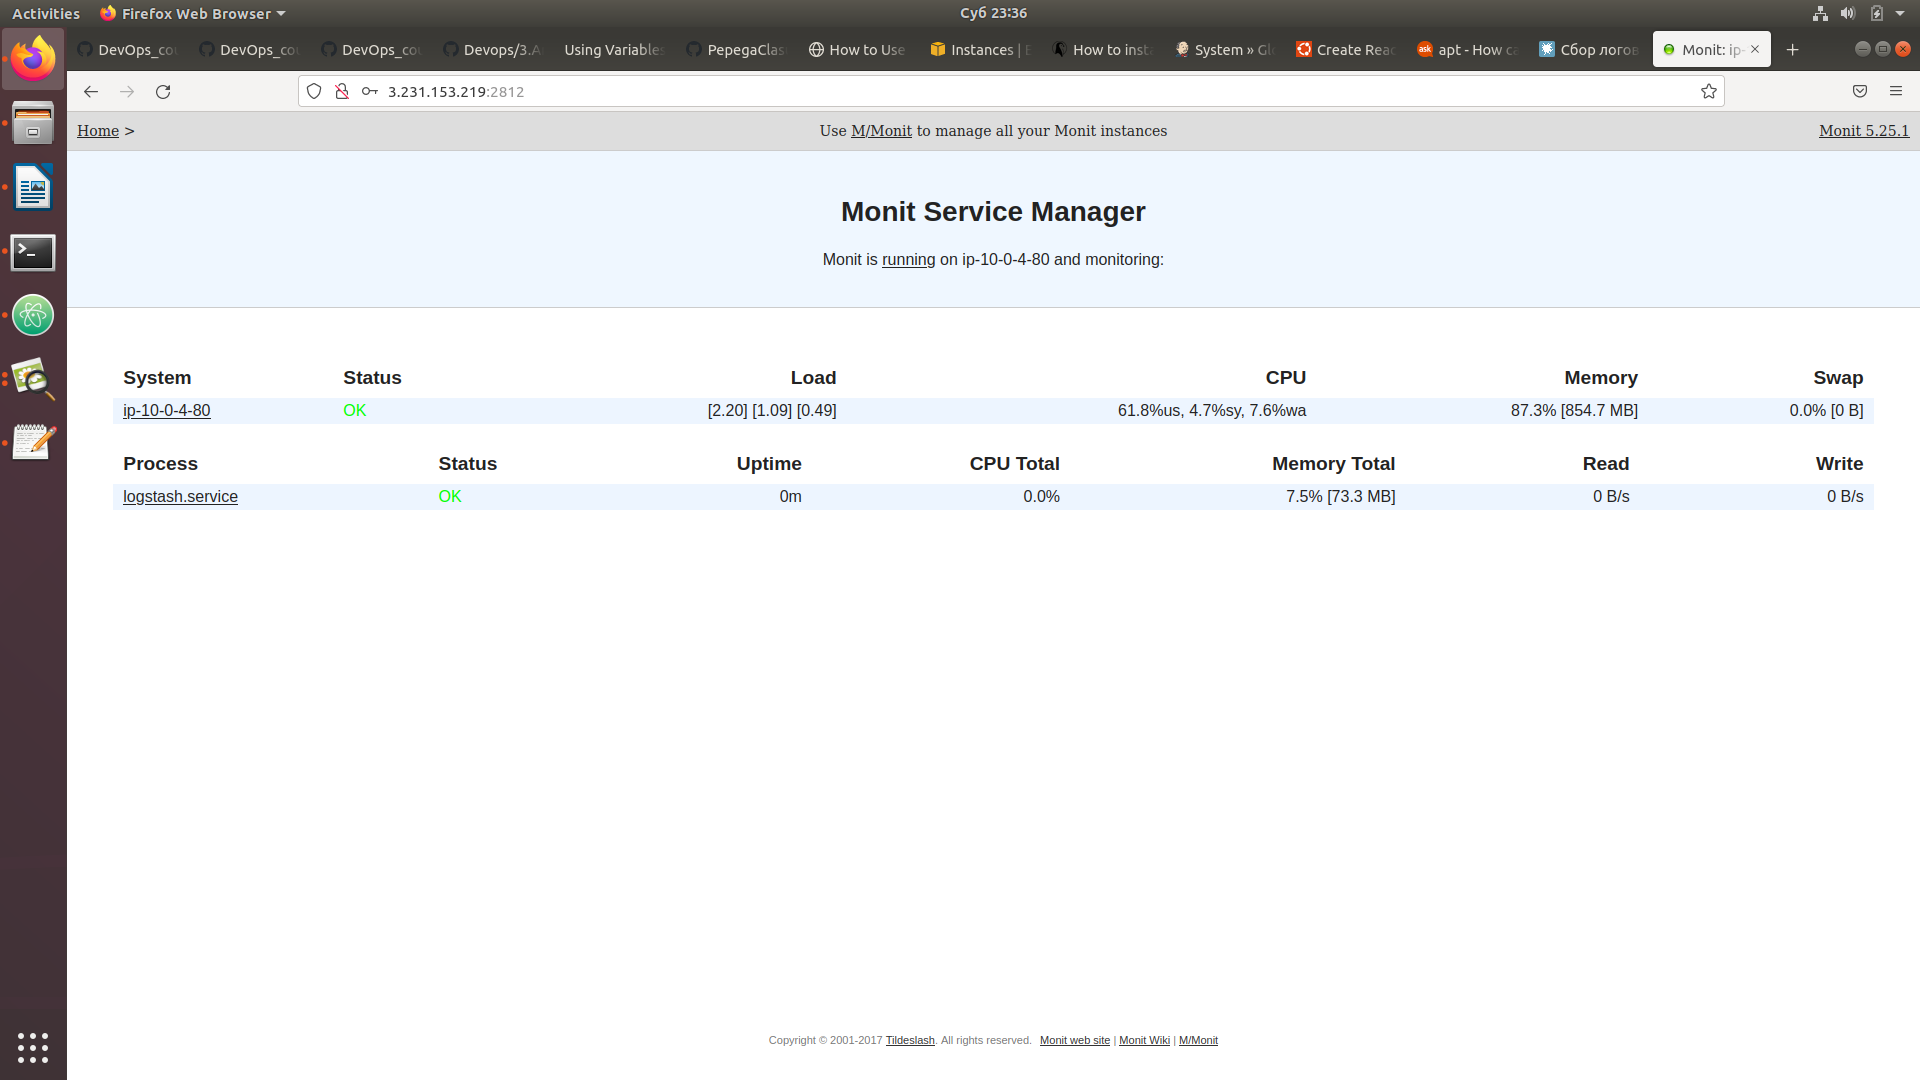 Activities Firefox Web Browser Суб 23:36
DevOps_cou DevOps_cou DevOps_cou Devops/3.A Using Variables PepegaClas How to Use Instances | E How to insta System » Gl Create Reac apt - How ca Сбор логов Monit: ip-
3.231.153.219:2812
Home > Use M/Monit to manage all your Monit instances Monit 5.25.1
Monit Service Manager
Monit is running on ip-10-0-4-80 and monitoring:
System Status Load CPU Memory Swap
ip-10-0-4-80 OK [2.20] [1.09] [0.49] 61.8%us, 4.7%sy, 7.6%wa 87.3% [854.7 MB] 0.0% [0 B]
Process Status Uptime CPU Total Memory Total Read Write
logstash.service OK 0m 0.0% 7.5% [73.3 MB] 0 B/s 0 B/s
Copyright © 2001-2017 Tildeslash. All rights reserved. Monit web site | Monit Wiki | M/Monit